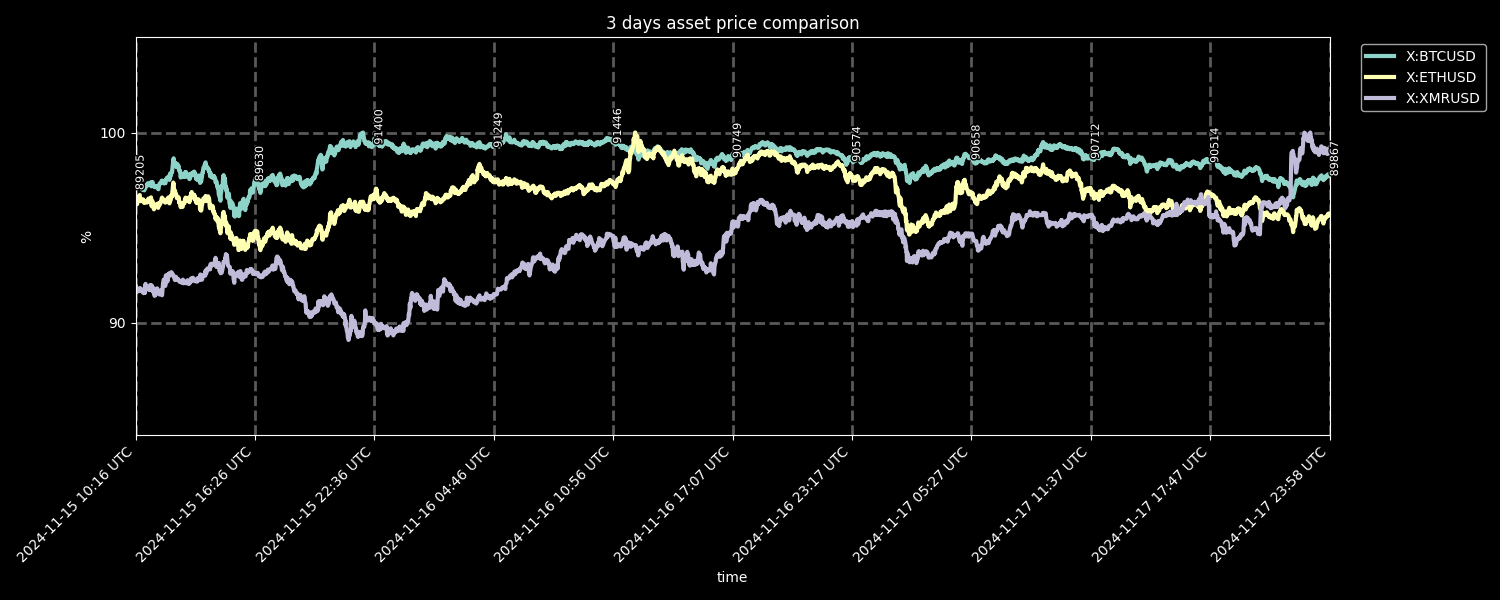 3 days asset price comparison
X:BTCUSD
X:ETHUSD
X:XMRUSD
100
90
%
89205
89630
91400
91249
91446
90749
90574
90658
90712
90514
89867
2024-11-15 10:16 UTC
2024-11-15 16:26 UTC
2024-11-15 22:36 UTC
2024-11-16 04:46 UTC
2024-11-16 10:56 UTC
2024-11-16 17:07 UTC
2024-11-16 23:17 UTC
2024-11-17 05:27 UTC
2024-11-17 11:37 UTC
2024-11-17 17:47 UTC
2024-11-17 23:58 UTC
time